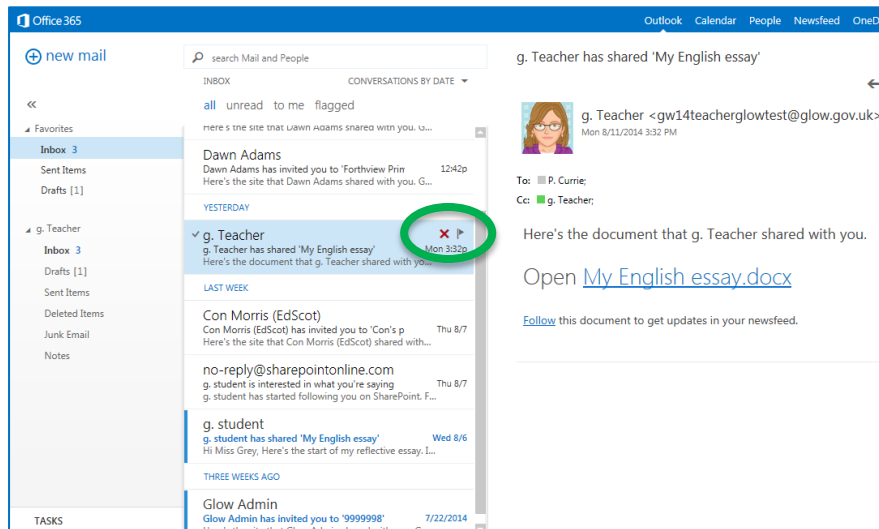 Office 365
Outlook Calendar People Newsfeed OneD
new mail
search Mail and People
INBOX CONVERSATIONS BY DATE
all unread to me flagged
Favorites
Inbox 3
Sent Items
Drafts [1]
g. Teacher
Inbox 3
Drafts [1]
Sent Items
Deleted Items
Junk Email
Notes
TASKS
Here's the site that Dawn Adams shared with you. G...
Dawn Adams
Dawn Adams has invited you to 'Forthview Prin 12:42p
Here's the site that Dawn Adams shared with you. G...
YESTERDAY
g. Teacher
g. Teacher has shared 'My English essay' Mon 3:32p
Here's the document that g. Teacher shared with yo...
LAST WEEK
Con Morris (EdScot)
Con Morris (EdScot) has invited you to 'Con's p Thu 8/7
Here's the site that Con Morris (EdScot) shared with...
no-reply@sharepointonline.com
g. student is interested in what you're saying Thu 8/7
g. student has started following you on SharePoint. F...
g. student
g. student has shared 'My English essay' Wed 8/6
Hi Miss Grey, Here's the start of my reflective essay. I...
THREE WEEKS AGO
Glow Admin
Glow Admin has invited you to '9999998' 7/22/2014
g. Teacher has shared 'My English essay'
g. Teacher <gw14teacherglowtest@glow.gov.uk>
Mon 8/11/2014 3:32 PM
To: P. Currie;
Cc: g. Teacher;
Here's the document that g. Teacher shared with you.
Open My English essay.docx
Follow this document to get updates in your newsfeed.